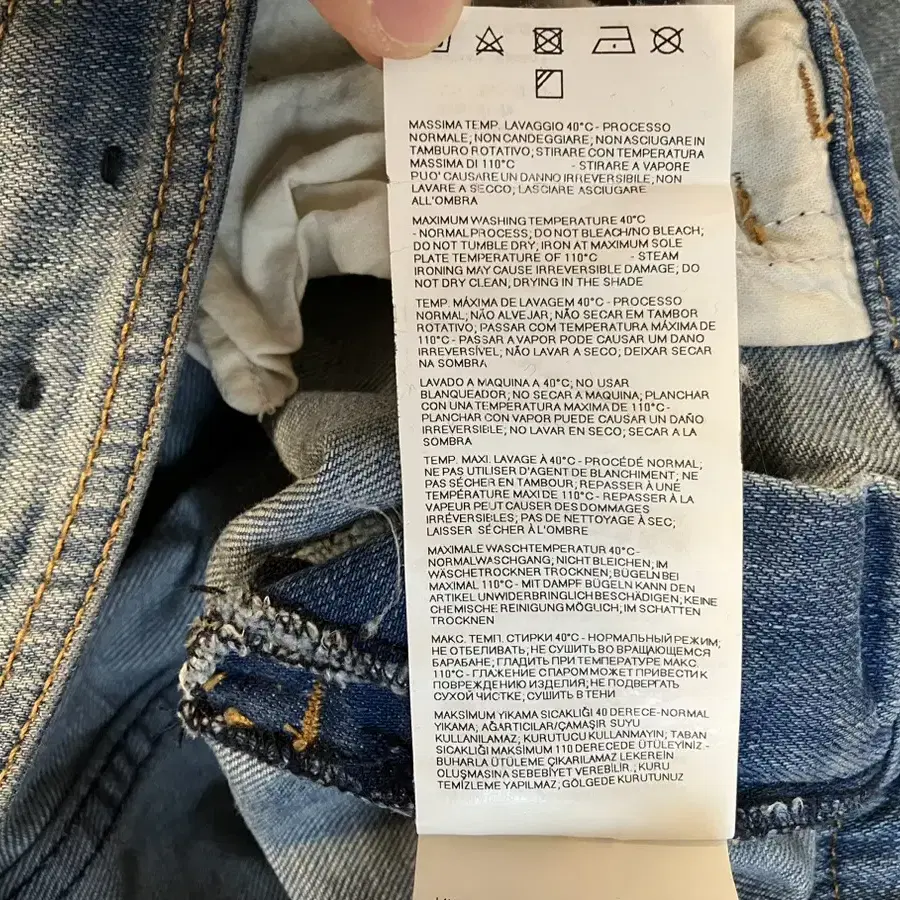 MASSIMA TEMP. LAVAGGIO 40°C - PROCESSO
NORMALE; NON CANDEGGIARE; NON ASCIUGARE IN
TAMBURO ROTATIVO; STIRARE CON TEMPERATURA
MASSIMA DI 110°C - STIRARE A VAPORE
PUO' CAUSARE UN DANNO IRREVERSIBILE; NON
LAVARE A SECCO; LASCIARE ASCIUGARE
ALL'OMBRA
MAXIMUM WASHING TEMPERATURE 40°C
- NORMAL PROCESS; DO NOT BLEACH/NO BLEACH;
DO NOT TUMBLE DRY; IRON AT MAXIMUM SOLE
PLATE TEMPERATURE OF 110°C - STEAM
IRONING MAY CAUSE IRREVERSIBLE DAMAGE; DO
NOT DRY CLEAN; DRYING IN THE SHADE
TEMP. MÁXIMA DE LAVAGEM 40°C - PROCESSO
NORMAL; NÃO ALVEJAR; NÃO SECAR EM TAMBOR
ROTATIVO; PASSAR COM TEMPERATURA MÁXIMA DE
110°C - PASSAR A VAPOR PODE CAUSAR UM DANO
IRREVERSÍVEL; NÃO LAVAR A SECO; DEIXAR SECAR
NA SOMBRA
LAVADO A MAQUINA A 40°C; NO USAR
BLANQUEADOR; NO SECAR A MAQUINA; PLANCHAR
CON UNA TEMPERATURA MAXIMA DE 110°C -
PLANCHAR CON VAPOR PUEDE CAUSAR UN DAÑO
IRREVERSIBLE; NO LAVAR EN SECO; SECAR A LA
SOMBRA
TEMP. MAXI. LAVAGE À 40°C - PROCÉDÉ NORMAL;
NE PAS UTILISER D'AGENT DE BLANCHIMENT; NE
PAS SÉCHER EN TAMBOUR; REPASSER À UNE
TEMPÉRATURE MAXI DE 110°C - REPASSER À LA
VAPEUR PEUT CAUSER DES DOMMAGES
IRRÉVERSIBLES; PAS DE NETTOYAGE À SEC;
LAISSER SÉCHER À L'OMBRE
MAXIMALE WASCHTEMPERATUR 40°C -
NORMALWASCHGANG; NICHT BLEICHEN; IM
WÄSCHETROCKNER TROCKNEN; BÜGELN BEI
MAXIMAL 110°C - MIT DAMPF BÜGELN KANN DEN
ARTIKEL UNWIDERBRINGLICH BESCHÄDIGEN; KEINE
CHEMISCHE REINIGUNG MÖGLICH; IM SCHATTEN
TROCKNEN
МАКС. ТЕМП. СТИРКИ 40°C - НОРМАЛЬНЫЙ РЕЖИМ;
НЕ ОТБЕЛИВАТЬ; НЕ СУШИТЬ ВО ВРАЩАЮЩЕМСЯ
БАРАБАНЕ; ГЛАДИТЬ ПРИ ТЕМПЕРАТУРЕ МАКС.
110°C - ГЛАЖЕНИЕ С ПАРОМ МОЖЕТ ПРИВЕСТИ К
ПОВРЕЖДЕНИЮ ИЗДЕЛИЯ; НЕ ПОДВЕРГАТЬ
СУХОЙ ЧИСТКЕ; СУШИТЬ В ТЕНИ
MAKSİMUM YIKAMA SICAKLIĞI 40 DERECE-NORMAL
YIKAMA; AĞARTICILAR/ÇAMAŞIR SUYU
KULLANILAMAZ; KURUTUCU KULLANMAYIN; TABAN
SICAKLIĞI MAKSİMUM 110 DERECEDE ÜTÜLEYİNİZ -
BUHARLA ÜTÜLEME ÇIKARILAMAZ LEKEREIN
OLUŞMASINA SEBEBİYET VEREBİLİR; KURU
TEMİZLEME YAPILMAZ; GÖLGEDE KURUTUNUZ